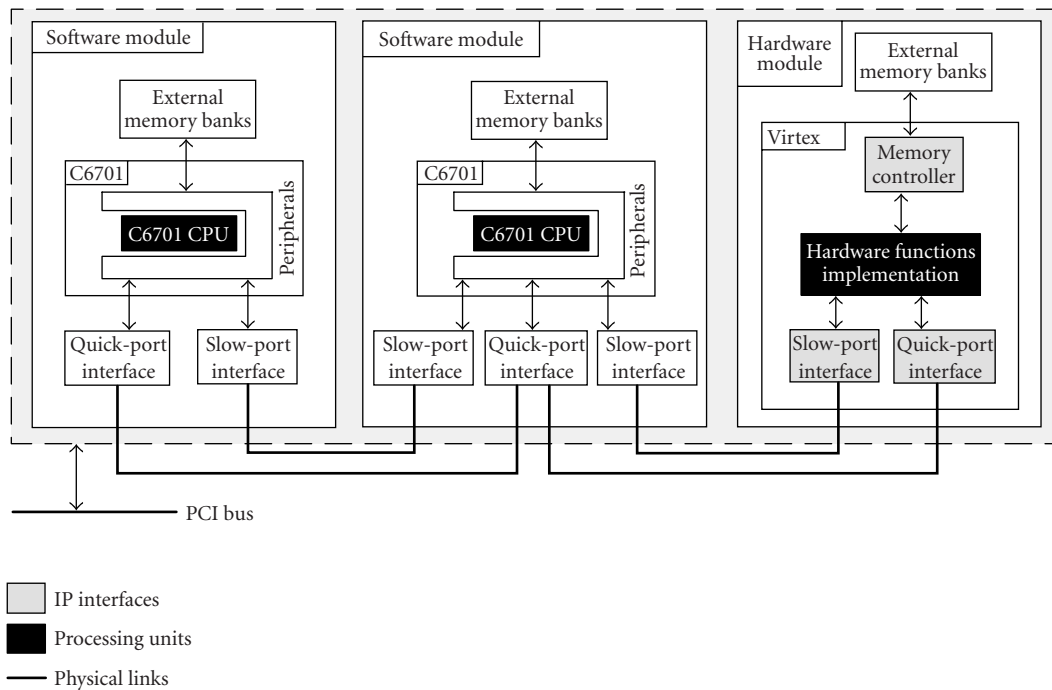 Software module
External
memory banks
C6701
C6701 CPU
Peripherals
Quick-port
interface
Slow-port
interface
Software module
External
memory banks
C6701
C6701 CPU
Peripherals
Slow-port
interface
Quick-port
interface
Slow-port
interface
Hardware
module
External
memory banks
Virtex
Memory
controller
Hardware functions
implementation
Slow-port
interface
Quick-port
interface
PCI bus
IP interfaces
Processing units
Physical links